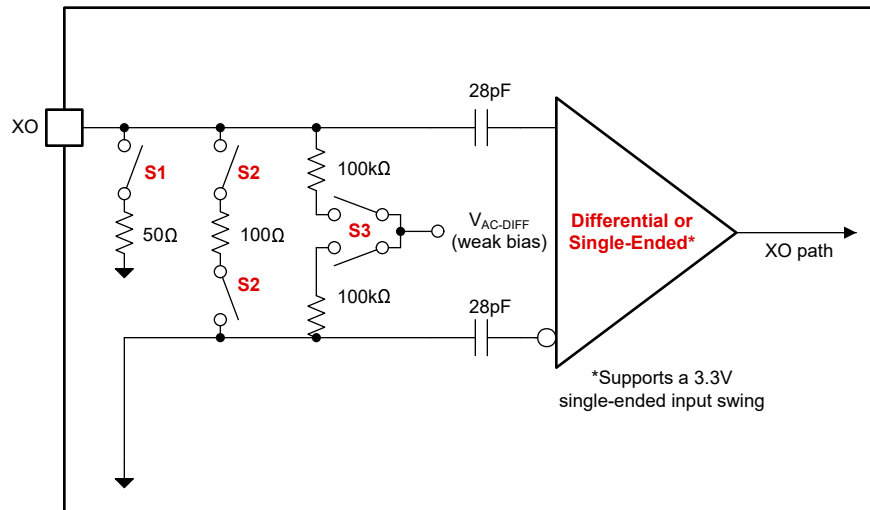 28pF
XO
S1
S2
100kΩ
50Ω
100Ω
S3
V_AC-DIFF
(weak bias)
Differential or
Single-Ended*
XO path
S2
100kΩ
28pF
*Supports a 3.3V
single-ended input swing